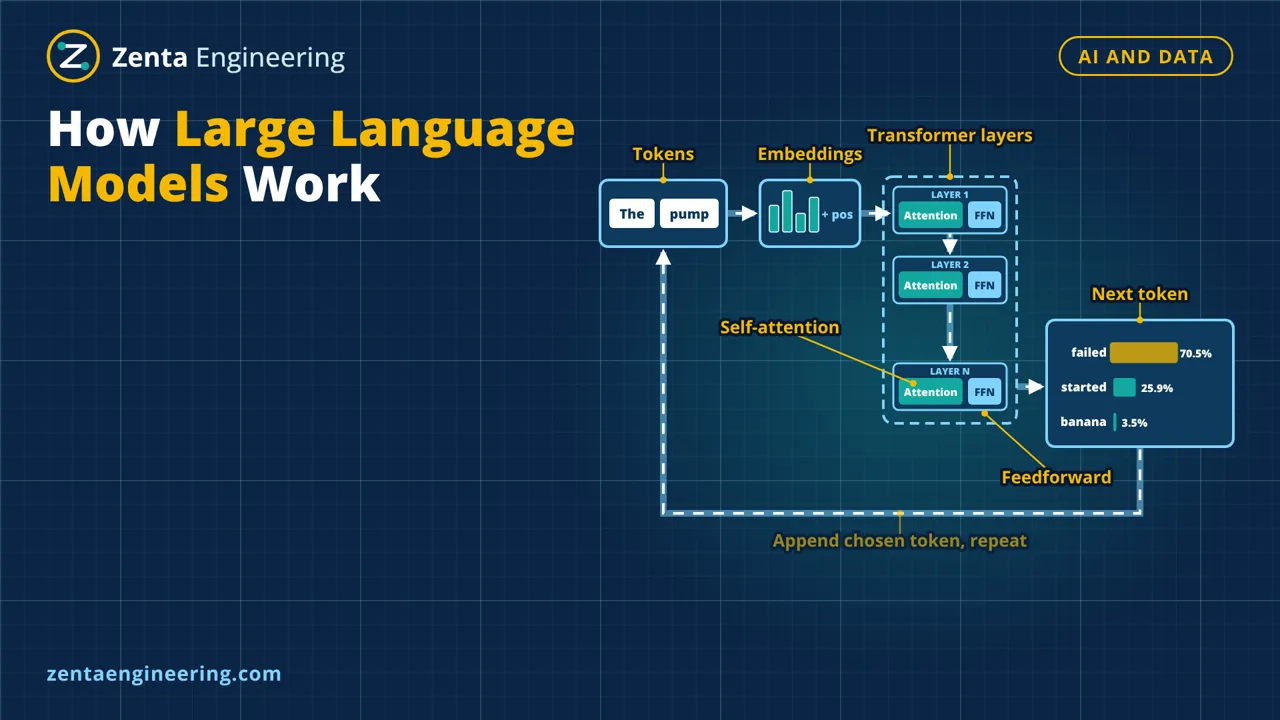 Zenta Engineering
AI AND DATA
How Large Language
Models Work
Transformer layers
Tokens
Embeddings
The pump
+ pos
LAYER 1
Attention FFN
LAYER 2
Attention FFN
Self-attention
LAYER N
Attention FFN
Next token
failed 70.5%
started 25.9%
banana 3.5%
Feedforward
Append chosen token, repeat
zentaengineering.com